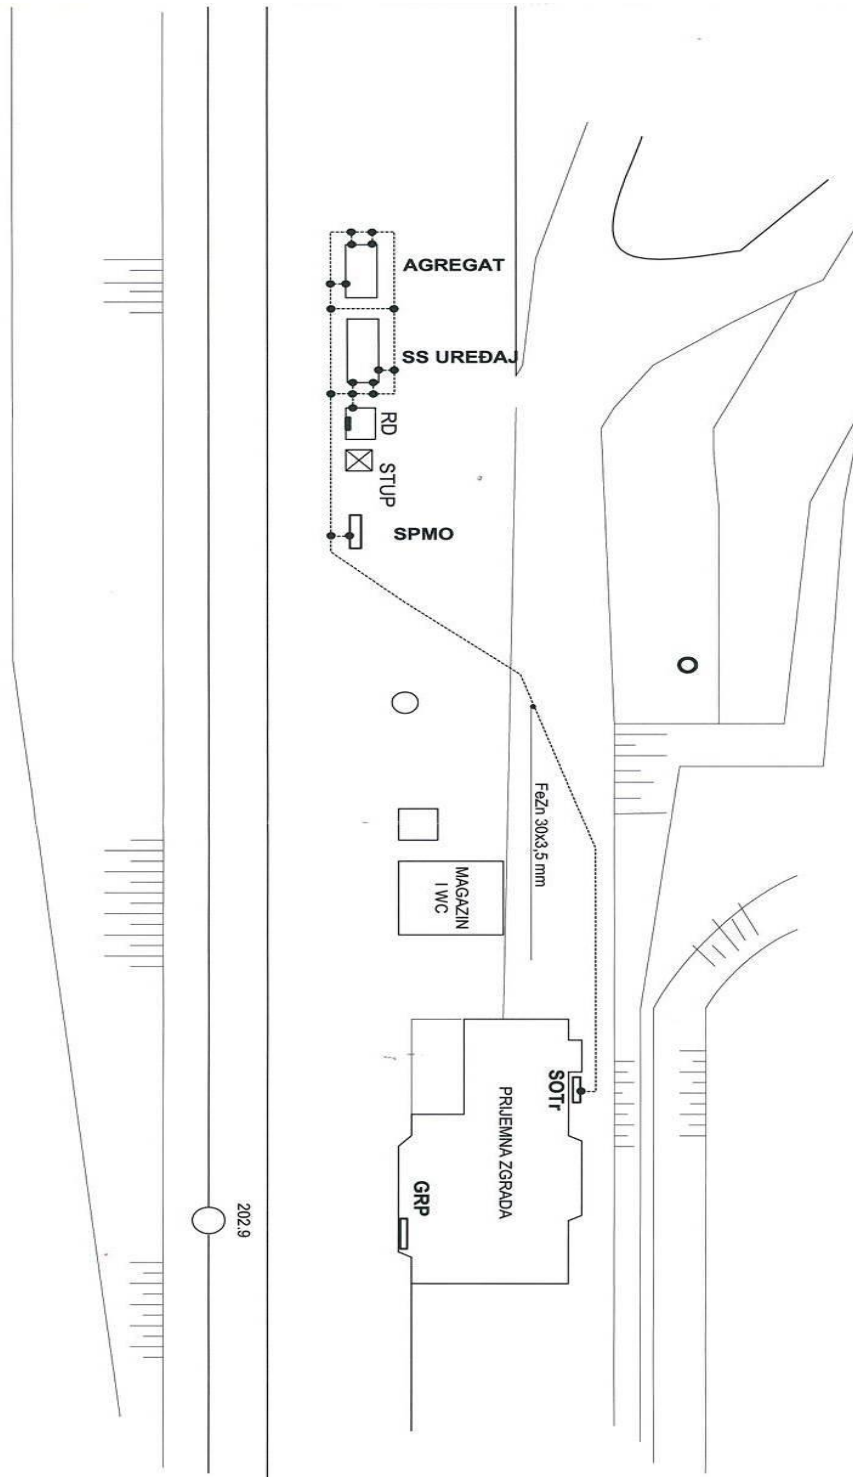 AGREGAT
SS UREĐAJ
RD
STUP
SPMO
FeZn 30x3,5 mm
MAGAZIN
I WC
SOTr
PRIJEMNA ZGRADA
GRP
202.9